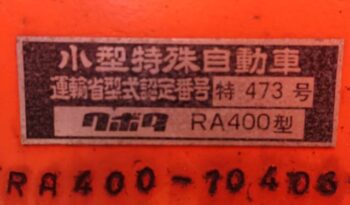 小型特殊自動車
運輸省型式認定番号 特 473 号
クボタ RA400型
RA400-10406